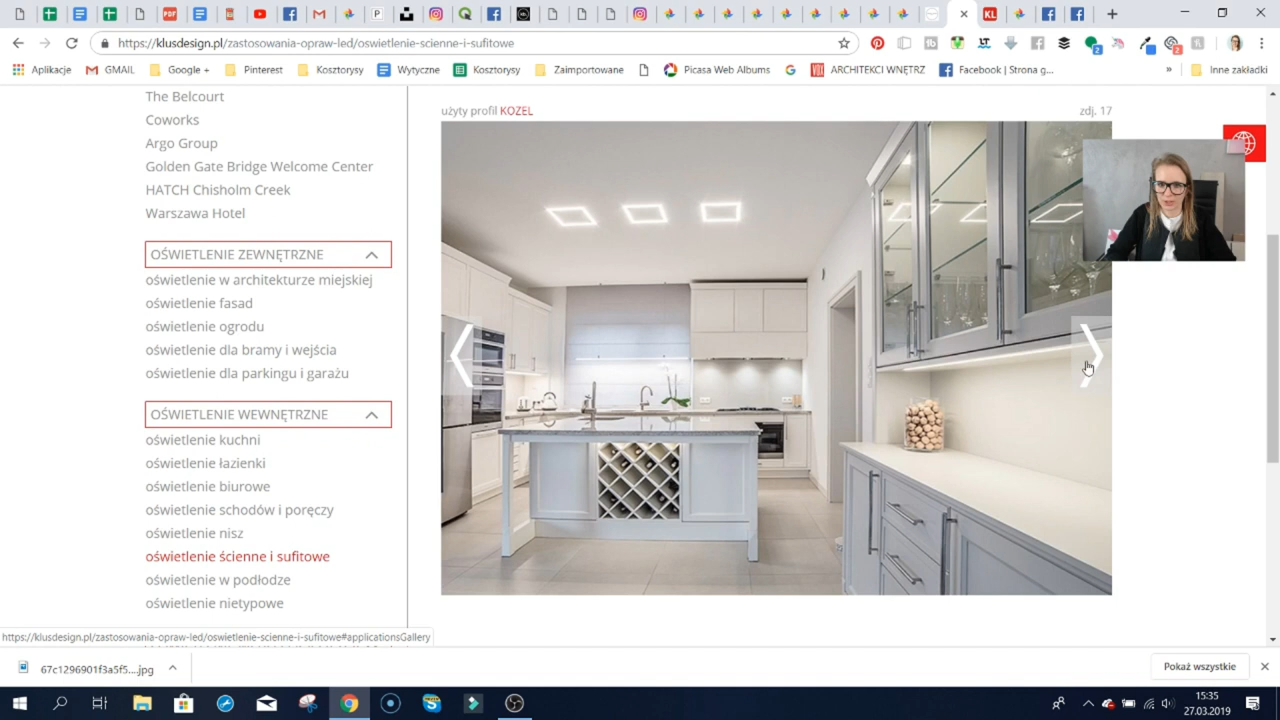 https://klusdesign.pl/zastosowania-opraw-led/oswietlenie-scienne-i-sufitowe
Aplikacje
GMAIL
Google +
Pinterest
Kosztorysy
Wytyczne
Kosztorysy
Zaimportowane
Picasa Web Albums
ARCHITEKCI WNĘTRZ
Facebook | Strona g...
»
Inne zakładki
The Belcourt
Coworks
Argo Group
Golden Gate Bridge Welcome Center
HATCH Chisholm Creek
Warszawa Hotel
OŚWIETLENIE ZEWNĘTRZNE
oświetlenie w architekturze miejskiej
oświetlenie fasad
oświetlenie ogrodu
oświetlenie dla bramy i wejścia
oświetlenie dla parkingu i garażu
OŚWIETLENIE WEWNĘTRZNE
oświetlenie kuchni
oświetlenie łazienki
oświetlenie biurowe
oświetlenie schodów i poręczy
oświetlenie nisz
oświetlenie ścienne i sufitowe
oświetlenie w podłodze
oświetlenie nietypowe
użyty profil KOZEL
zdj. 17
https://klusdesign.pl/zastosowania-opraw-led/oswietlenie-scienne-i-sufitowe#applicationsGallery
67c1296901f3a5f5....jpg
Pokaż wszystkie
15:35
27.03.2019